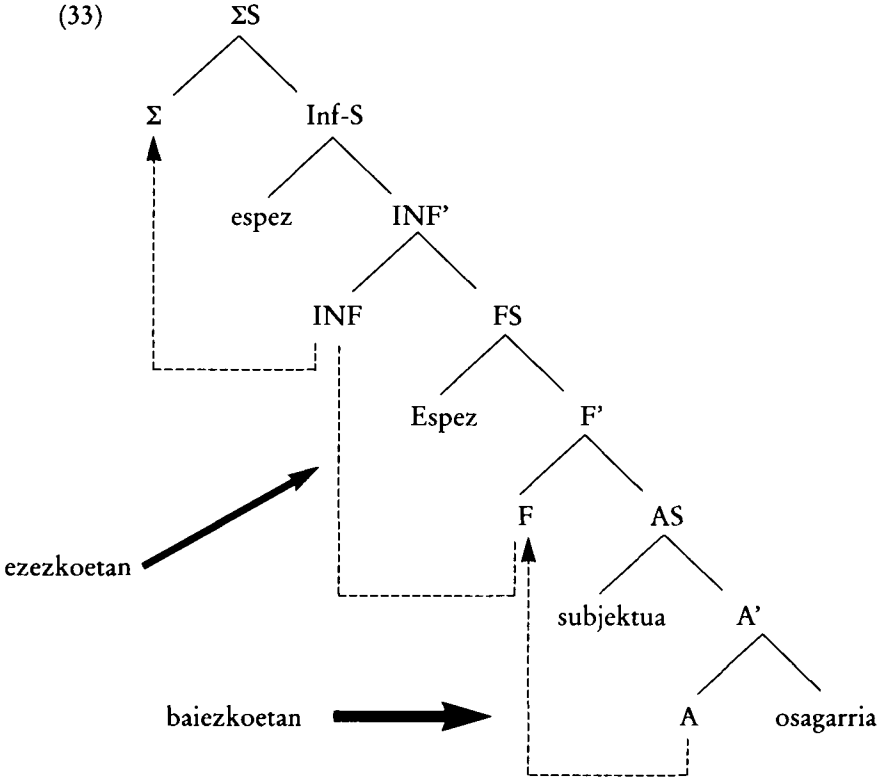 (33) ΣS
Σ Inf-S
espez INF’
INF FS
Espez F’
F AS
ezezkoetan
subjektua A’
baiezkoetan A osagarria